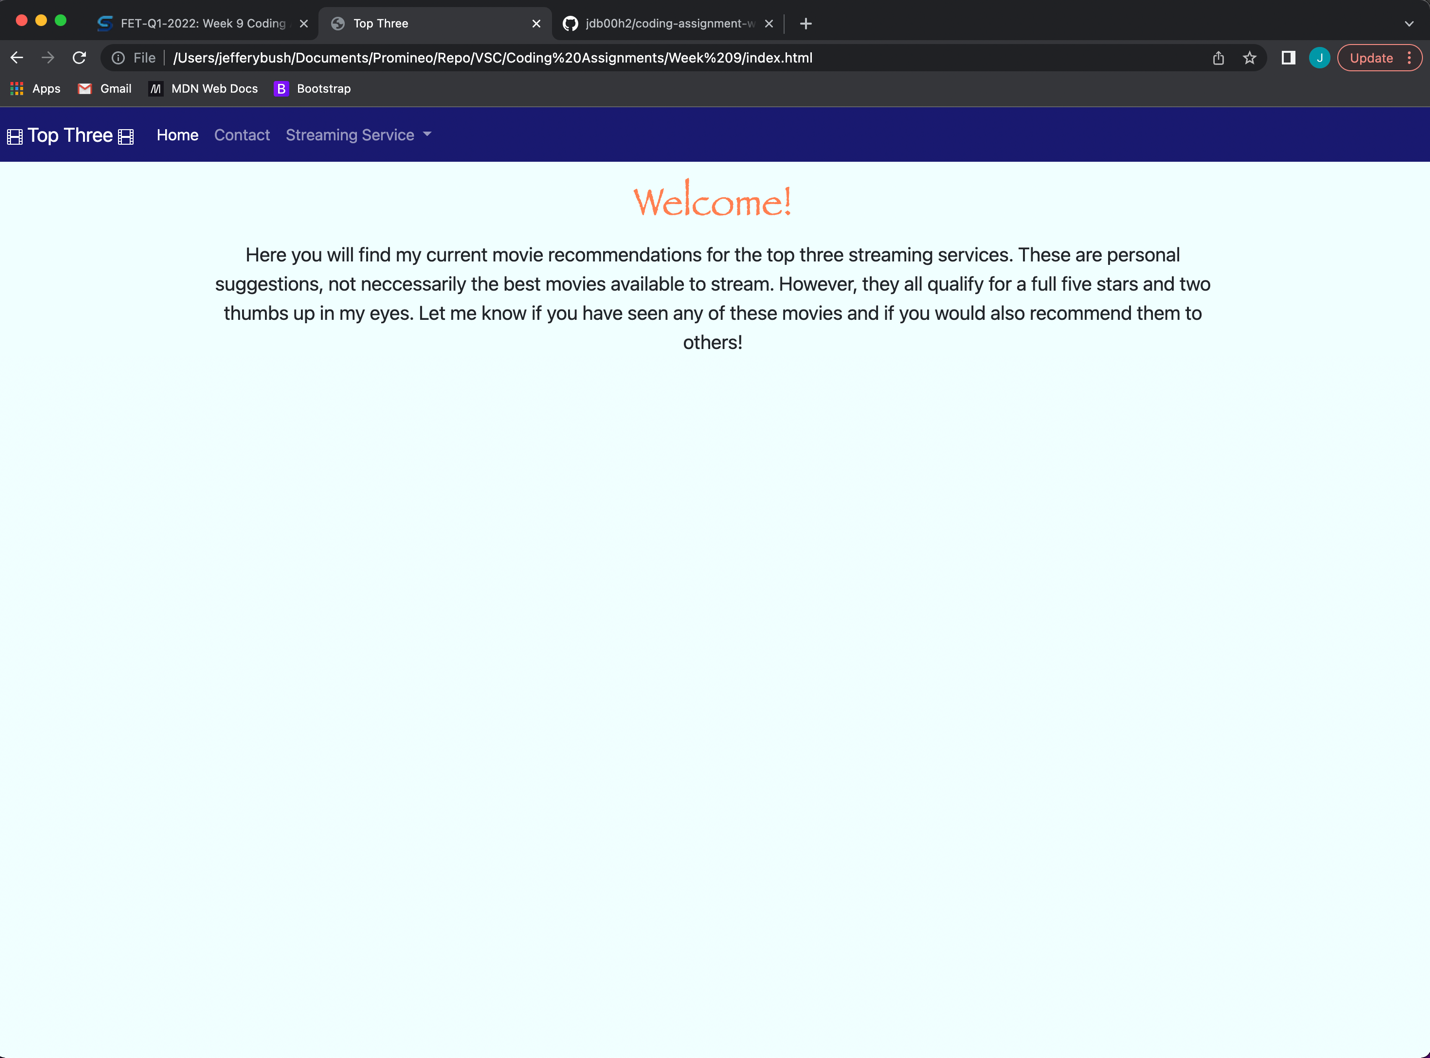 FET-Q1-2022: Week 9 Coding
Top Three
jdb00h2/coding-assignment-w
File
/Users/jefferybush/Documents/Promineo/Repo/VSC/Coding%20Assignments/Week%209/index.html
J
Update
Apps
Gmail
MDN Web Docs
B
Bootstrap
Top Three
Home
Contact
Streaming Service
Welcome!
Here you will find my current movie recommendations for the top three streaming services. These are personal
suggestions, not neccessarily the best movies available to stream. However, they all qualify for a full five stars and two
thumbs up in my eyes. Let me know if you have seen any of these movies and if you would also recommend them to
others!